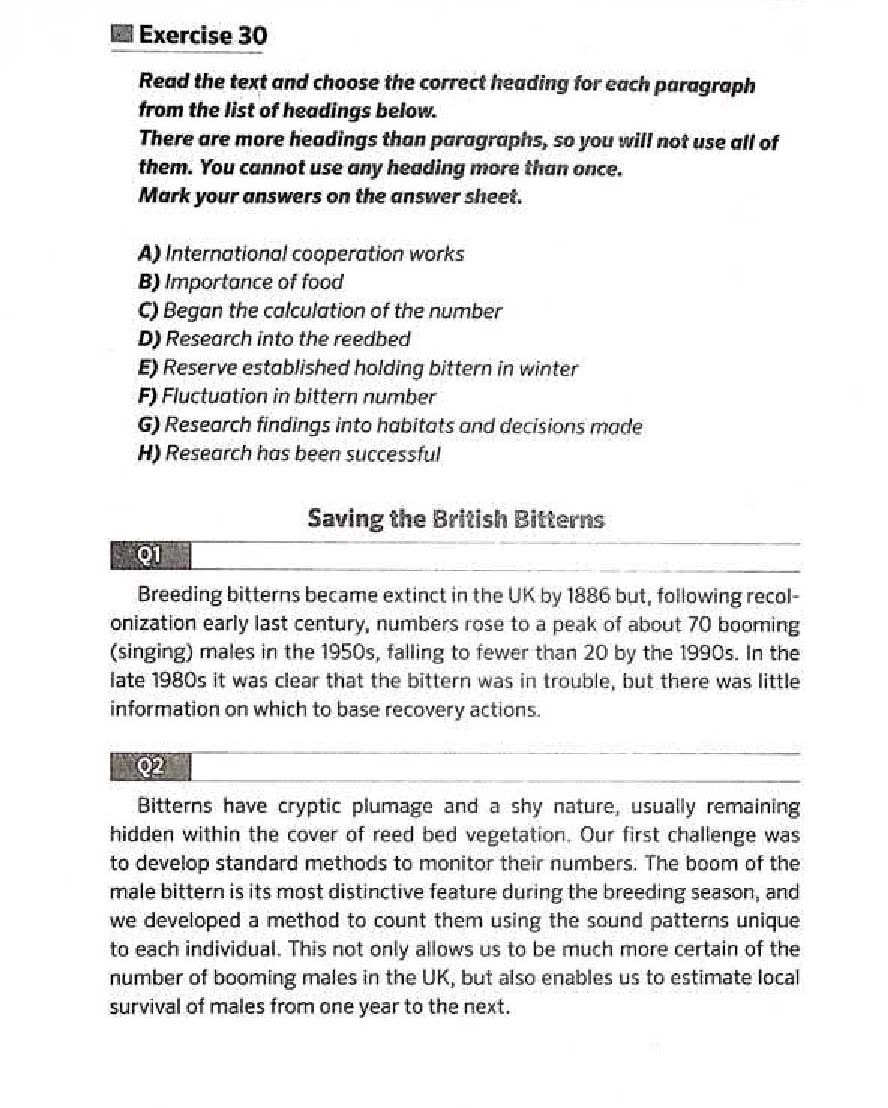 Exercise 30
Read the text and choose the correct heading for each paragraph
from the list of headings below.
There are more headings than paragraphs, so you will not use all of
them. You cannot use any heading more than once.
Mark your answers on the answer sheet.
A) International cooperation works
B) Importance of food
C) Began the calculation of the number
D) Research into the reedbed
E) Reserve established holding bittern in winter
F) Fluctuation in bittern number
G) Research findings into habitats and decisions made
H) Research has been successful
Saving the British Bitterns
Q1
Breeding bitterns became extinct in the UK by 1886 but, following recol-
onization early last century, numbers rose to a peak of about 70 booming
(singing) males in the 1950s, falling to fewer than 20 by the 1990s. In the
late 1980s it was clear that the bittern was in trouble, but there was little
information on which to base recovery actions.
Q2
Bitterns have cryptic plumage and a shy nature, usually remaining
hidden within the cover of reed bed vegetation. Our first challenge was
to develop standard methods to monitor their numbers. The boom of the
male bittern is its most distinctive feature during the breeding season, and
we developed a method to count them using the sound patterns unique
to each individual. This not only allows us to be much more certain of the
number of booming males in the UK, but also enables us to estimate local
survival of males from one year to the next.